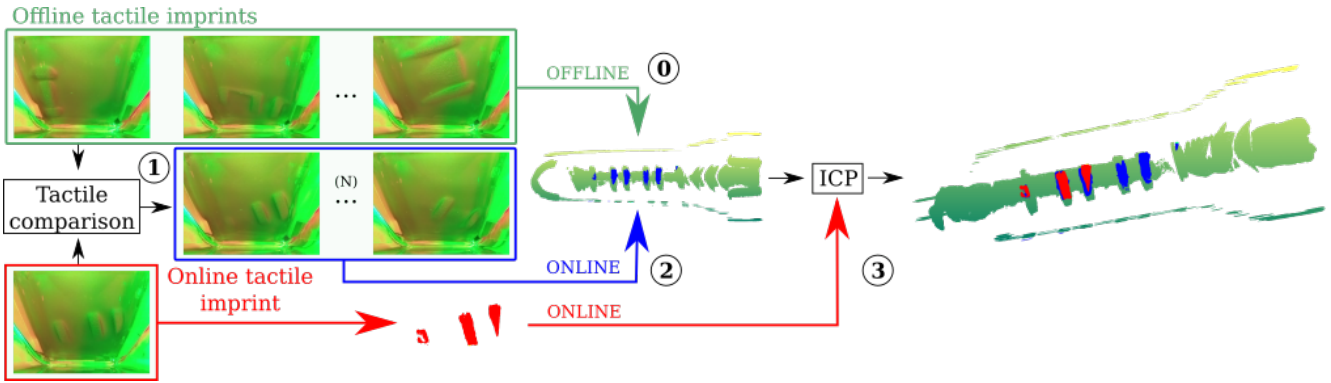 Offline tactile imprints
...
OFFLINE
0
1
Tactile
comparison
(N)
...
ICP
ONLINE
2
3
Online tactile
imprint
ONLINE